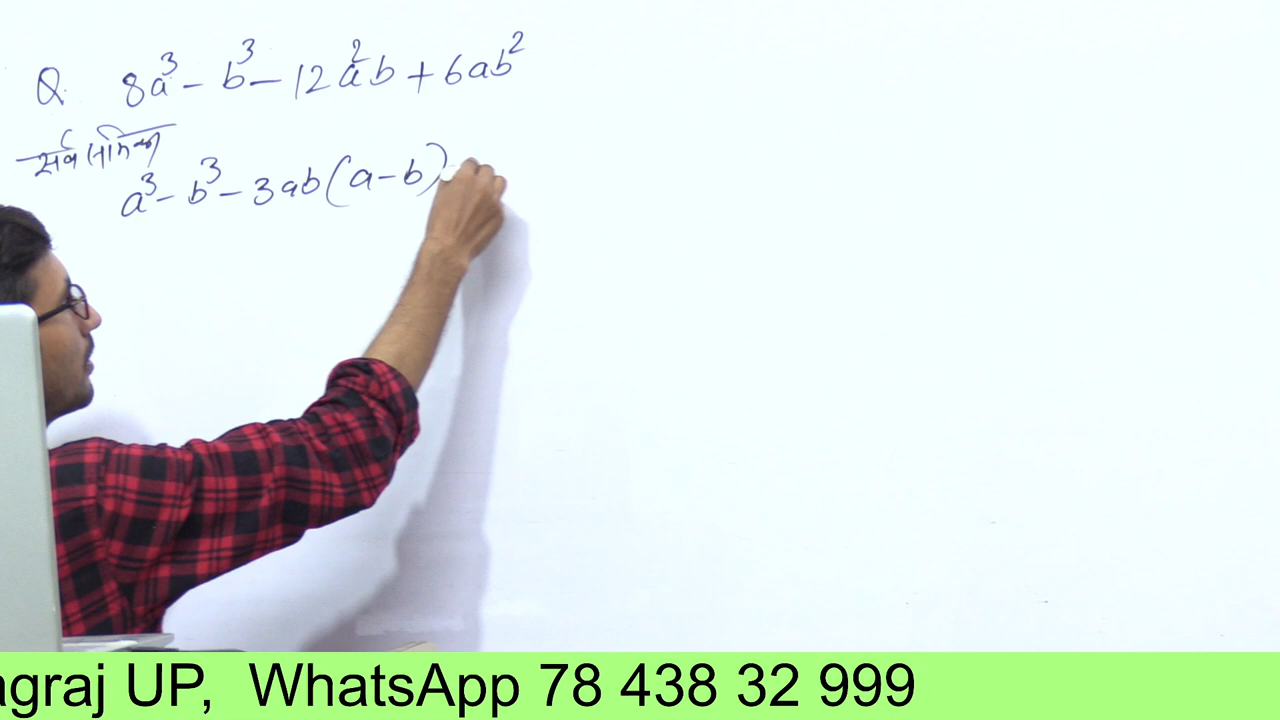 Q. 8a³ - b³ - 12a²b + 6ab²
सर्वसमिका
a³ - b³ - 3ab(a-b)
agraj UP, WhatsApp 78 438 32 999